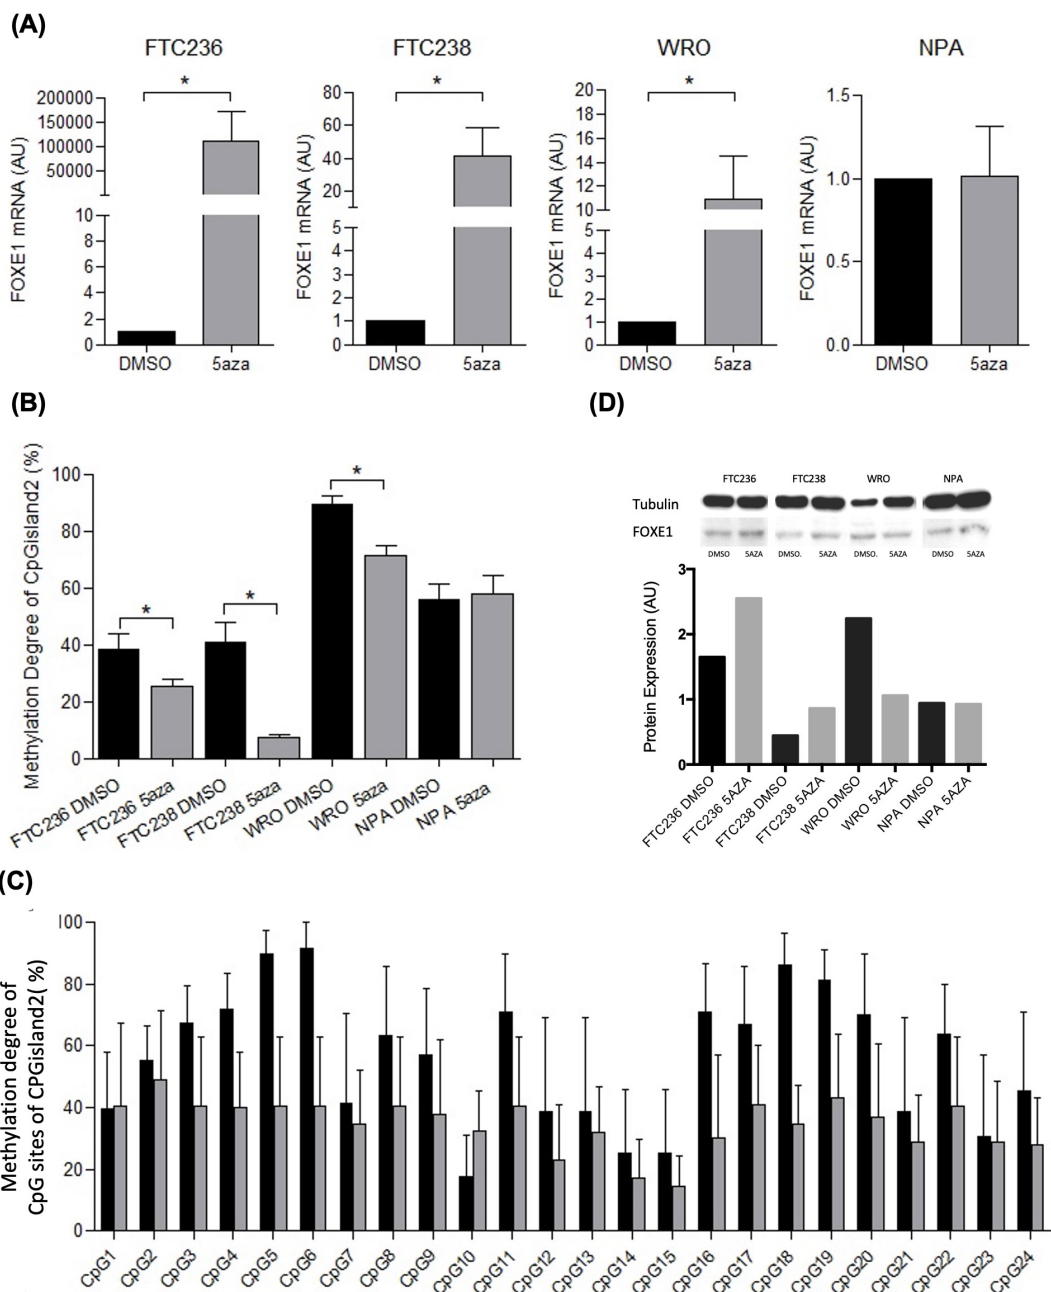 (A)
FTC236
FTC238
WRO
NPA
FOXE1 mRNA (AU)
200000
150000
100000
50000
10
8
6
4
2
0
*
DMSO
5aza
FOXE1 mRNA (AU)
80
60
40
20
5
4
3
2
1
0
*
DMSO
5aza
FOXE1 mRNA (AU)
20
18
16
14
12
10
5
4
3
2
1
0
*
DMSO
5aza
FOXE1 mRNA (AU)
1.5
1.0
0.5
0.0
DMSO
5aza
(B)
Methylation Degree of CpGisland2 (%)
100
80
60
40
20
0
*
*
*
FTC236 DMSO
FTC236 5aza
FTC238 DMSO
FTC238 5aza
WRO DMSO
WRO 5aza
NPA DMSO
NPA 5aza
(D)
FTC236 FTC238 WRO NPA
Tubulin
FOXE1
DMSO 5AZA DMSO. 5AZA DMSO. 5AZA DMSO 5AZA
Protein Expression (AU)
3
2
1
0
FTC236 DMSO
FTC236 5AZA
FTC238 DMSO
FTC238 5AZA
WRO DMSO
WRO 5AZA
NPA DMSO
NPA 5AZA
(C)
Methylation degree of
CpG sites of CPGisland2( %)
100
80
60
40
20
0
CpG1
CpG2
CpG3
CpG4
CpG5
CpG6
CpG7
CpG8
CpG9
CpG10
CpG11
CpG12
CpG13
CpG14
CpG15
CpG16
CpG17
CpG18
CpG19
CpG20
CpG21
CpG22
CpG23
CpG24